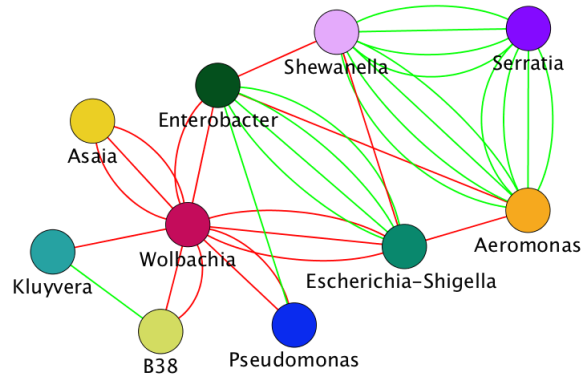 Shewanella
Serratia
Enterobacter
Asaia
Aeromonas
Wolbachia
Escherichia-Shigella
Kluyvera
Pseudomonas
B38